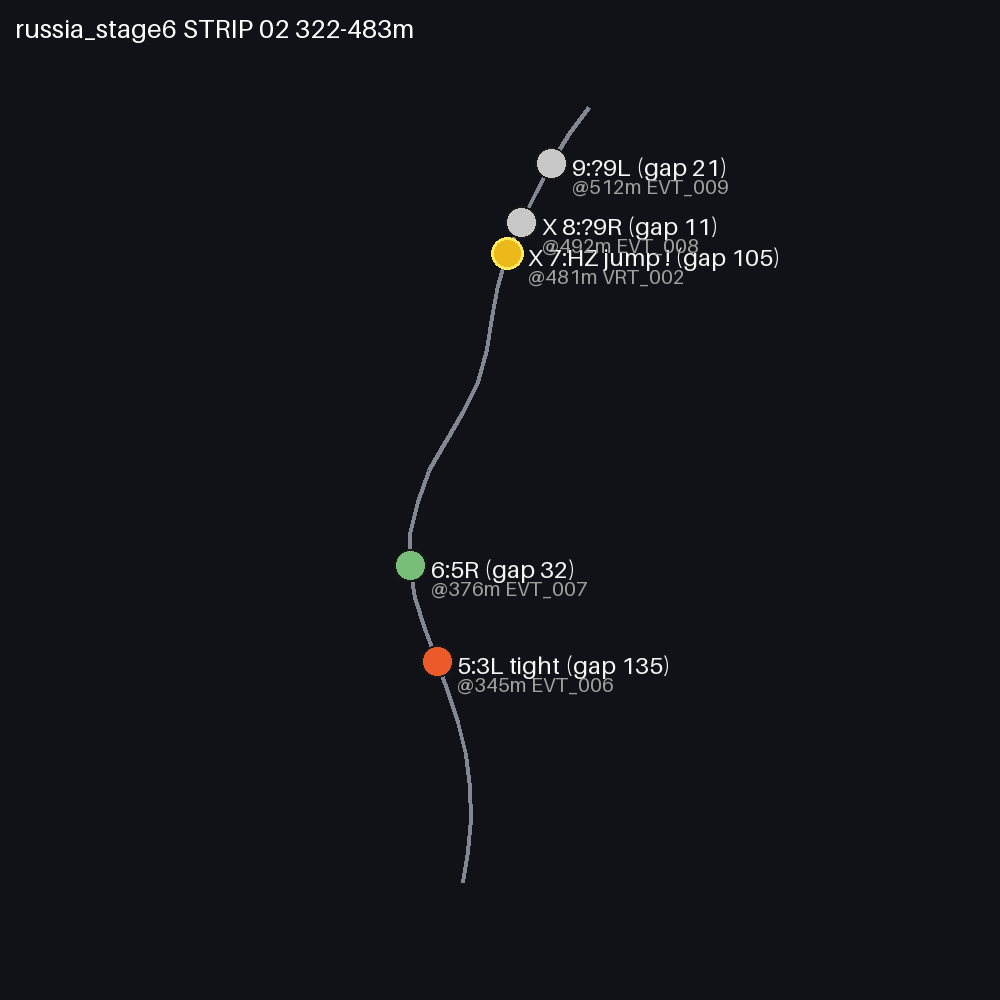 russia_stage6 STRIP 02 322-483m
9:?9L (gap 21)
@512m EVT_009
X 8:?9R (gap 11)
@492m EVT_008
X 7:HZ jump ! (gap 105)
@481m VRT_002
6:5R (gap 32)
@376m EVT_007
5:3L tight (gap 135)
@345m EVT_006